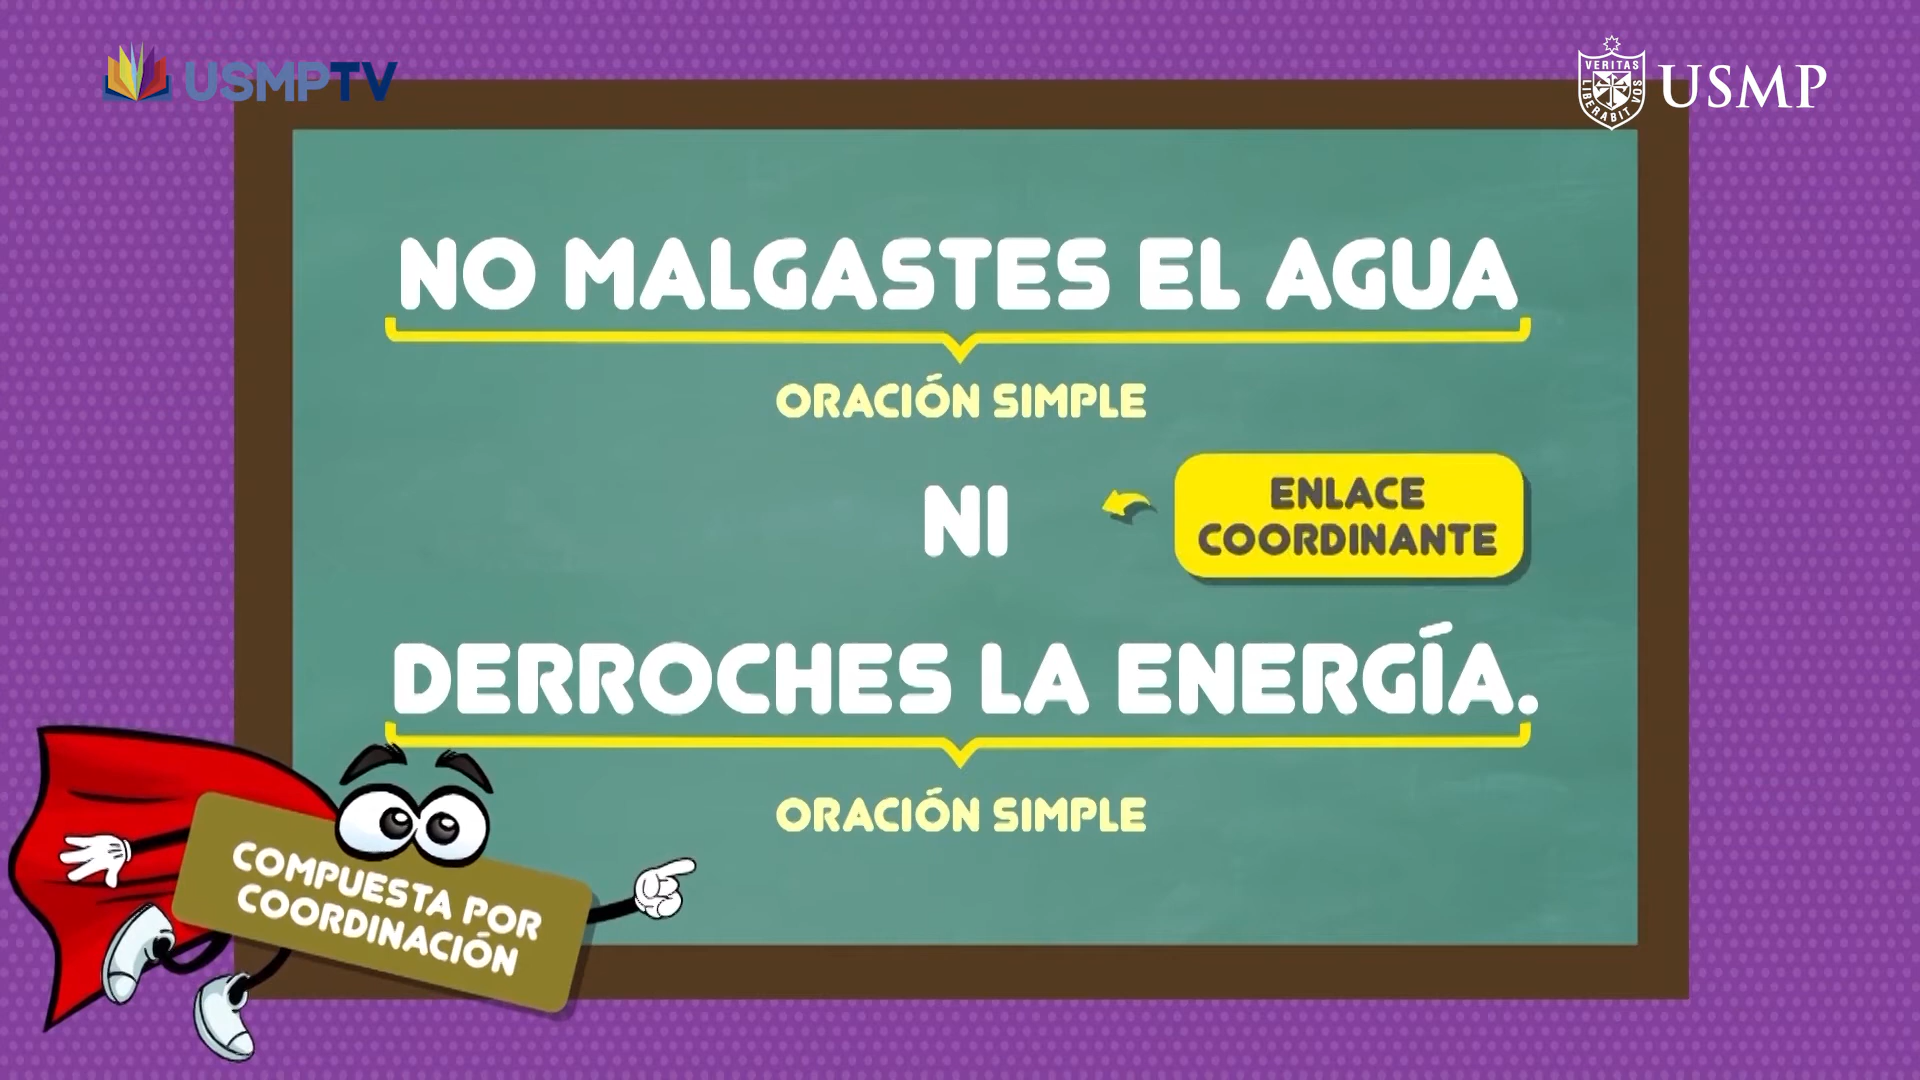 USMPTV
VERITAS
LIBERABIT VOS
USMP
NO MALGASTES EL AGUA
ORACIÓN SIMPLE
NI
ENLACE
COORDINANTE
DERROCHES LA ENERGÍA.
ORACIÓN SIMPLE
COMPUESTA POR
COORDINACIÓN